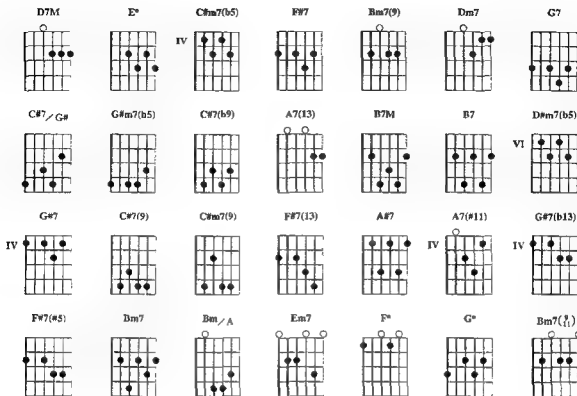 D7M E° C#m7(b5) F#7 Bm7(9) Dm7 G7
IV
C#7/G# G#m7(b5) C#7(b9) A7(13) B7M B7 D#m7(b5)
VI
G#7 C#7(9) C#m7(9) F#7(13) A#7 A7(#11) G#7(b13)
IV IV IV
F#7(#5) Bm7 Bm/A Em7 F° G° Bm7(9 11)